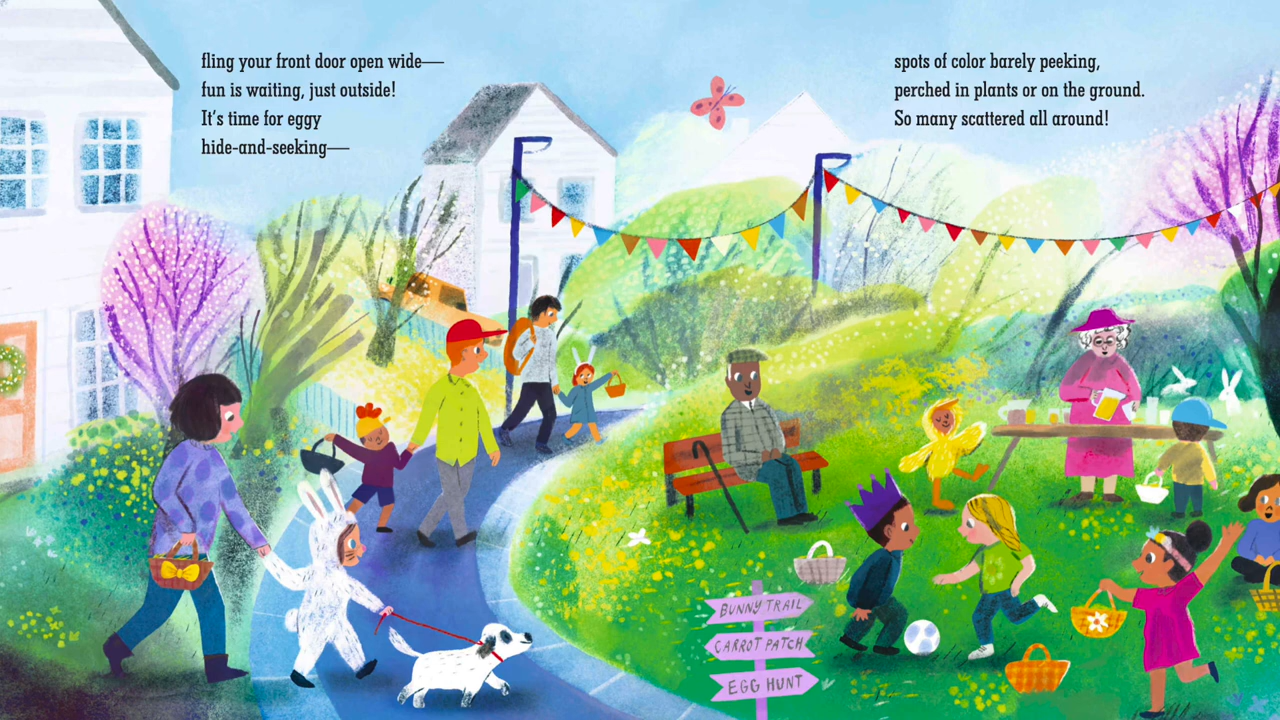 fling your front door open wide—
fun is waiting, just outside!
It’s time for eggy
hide-and-seeking—
spots of color barely peeking,
perched in plants or on the ground.
So many scattered all around!
BUNNY TRAIL
CARROT PATCH
EGG HUNT